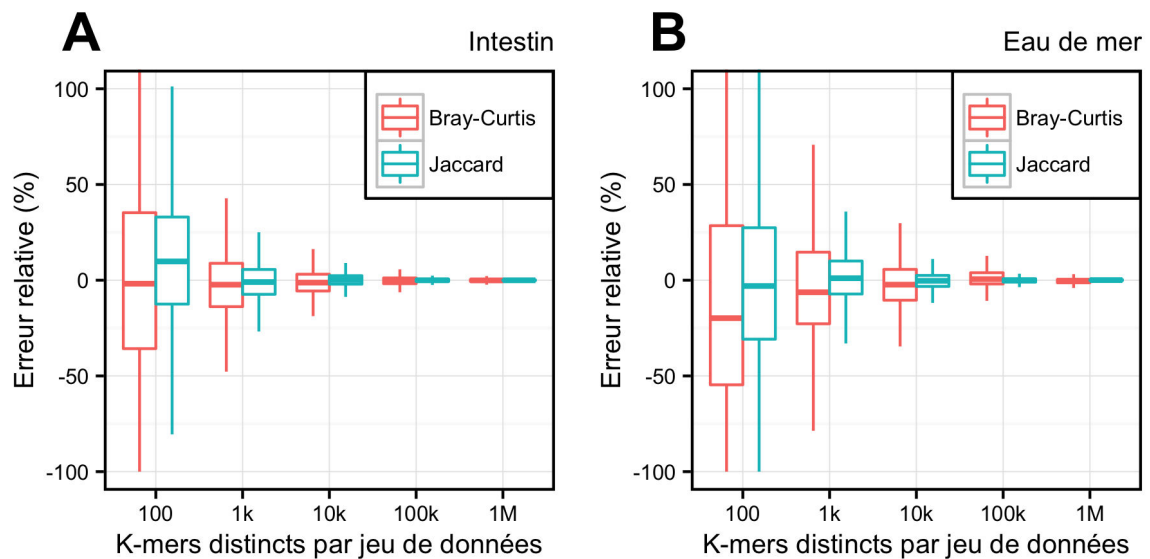 A
Intestin
Bray-Curtis
Jaccard
Erreur relative (%)
100
50
0
-50
-100
100
1k
10k
100k
1M
K-mers distincts par jeu de données
B
Eau de mer
Bray-Curtis
Jaccard
Erreur relative (%)
100
50
0
-50
-100
100
1k
10k
100k
1M
K-mers distincts par jeu de données